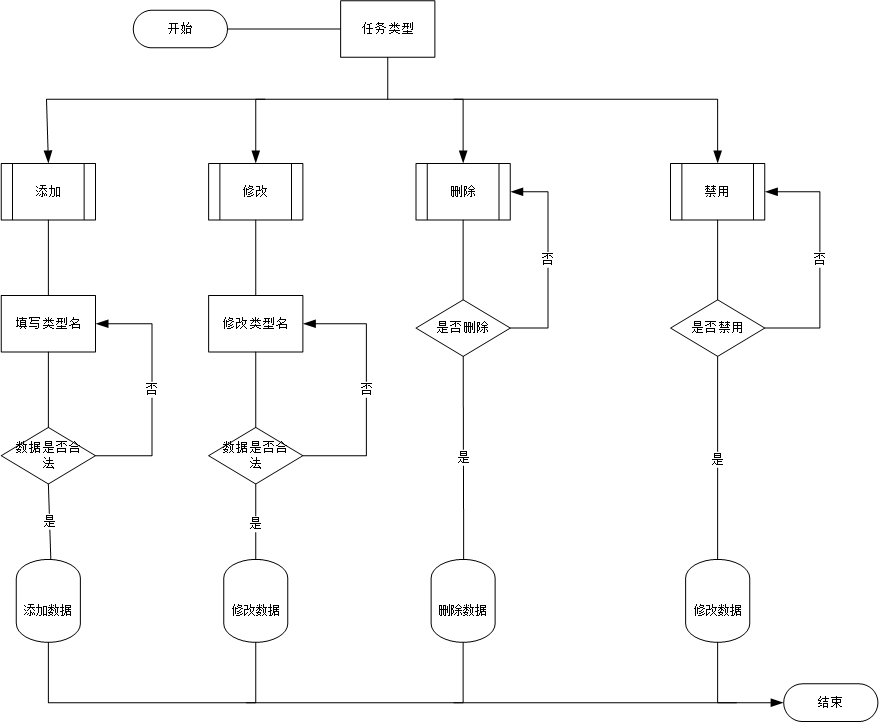 开始
任务类型
添加
修改
删除
禁用
否
否
填写类型名
修改类型名
是否删除
是否禁用
否
否
数据是否合
法
数据是否合
法
是
是
是
是
添加数据
修改数据
删除数据
修改数据
结束